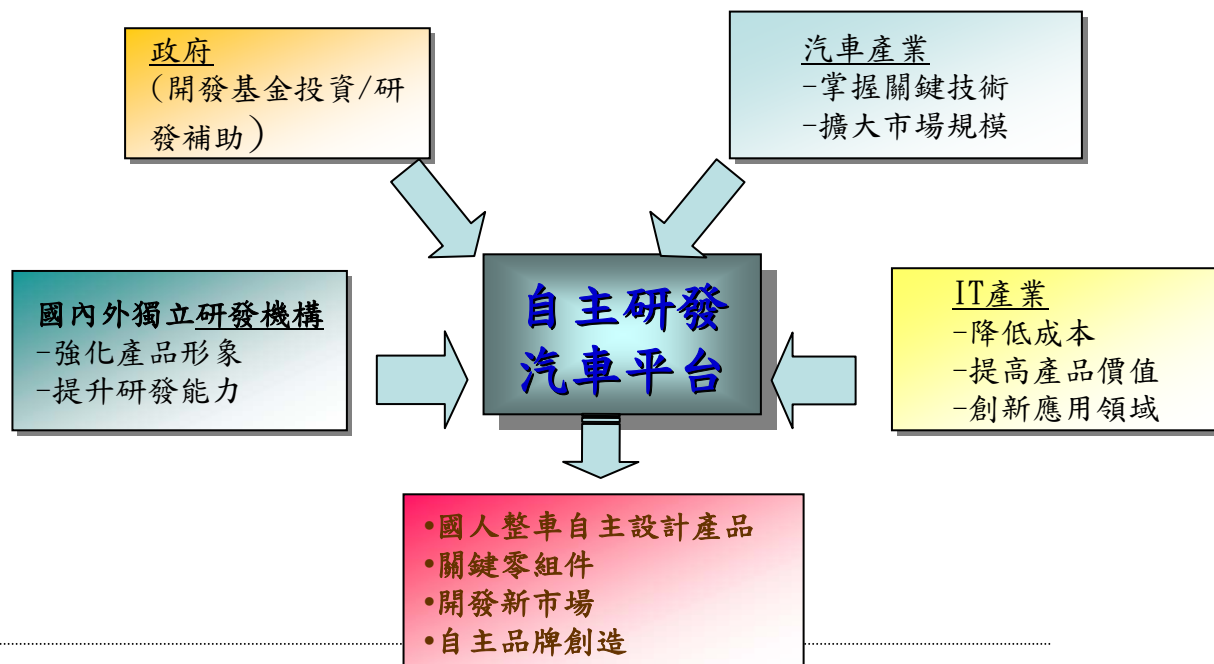 政府
(開發基金投資/研
發補助)
汽車產業
-掌握關鍵技術
-擴大市場規模
國內外獨立研發機構
-強化產品形象
-提升研發能力
自主研發
汽車平台
IT產業
-降低成本
-提高產品價值
-創新應用領域
•國人整車自主設計產品
•關鍵零組件
•開發新市場
•自主品牌創造